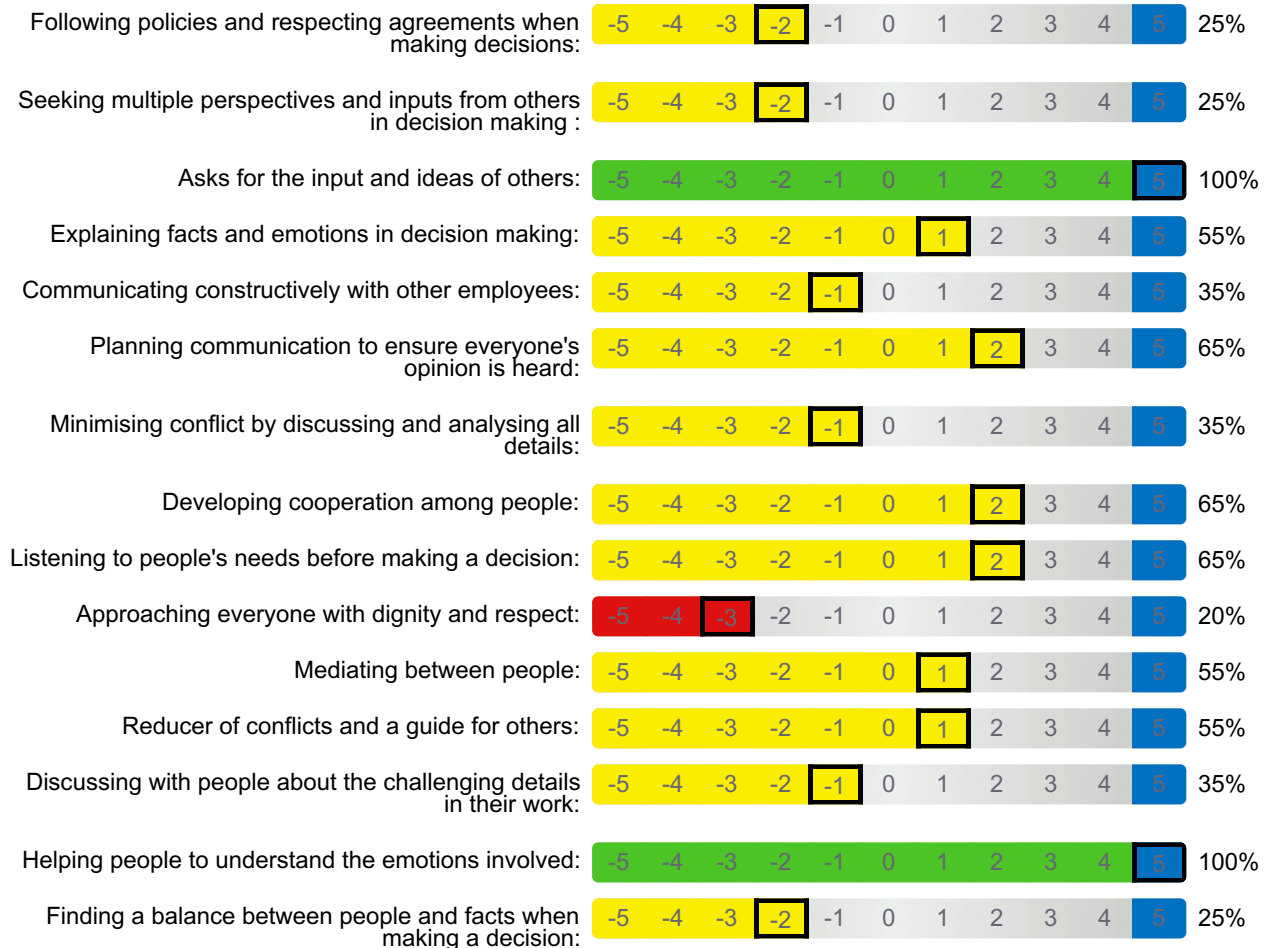 Following policies and respecting agreements when
making decisions:
-5 -4 -3 -2 -1 0 1 2 3 4 5 25%
Seeking multiple perspectives and inputs from others
in decision making :
-5 -4 -3 -2 -1 0 1 2 3 4 5 25%
Asks for the input and ideas of others:
-5 -4 -3 -2 -1 0 1 2 3 4 5 100%
Explaining facts and emotions in decision making:
-5 -4 -3 -2 -1 0 1 2 3 4 5 55%
Communicating constructively with other employees:
-5 -4 -3 -2 -1 0 1 2 3 4 5 35%
Planning communication to ensure everyone's
opinion is heard:
-5 -4 -3 -2 -1 0 1 2 3 4 5 65%
Minimising conflict by discussing and analysing all
details:
-5 -4 -3 -2 -1 0 1 2 3 4 5 35%
Developing cooperation among people:
-5 -4 -3 -2 -1 0 1 2 3 4 5 65%
Listening to people's needs before making a decision:
-5 -4 -3 -2 -1 0 1 2 3 4 5 65%
Approaching everyone with dignity and respect:
-5 -4 -3 -2 -1 0 1 2 3 4 5 20%
Mediating between people:
-5 -4 -3 -2 -1 0 1 2 3 4 5 55%
Reducer of conflicts and a guide for others:
-5 -4 -3 -2 -1 0 1 2 3 4 5 55%
Discussing with people about the challenging details
in their work:
-5 -4 -3 -2 -1 0 1 2 3 4 5 35%
Helping people to understand the emotions involved:
-5 -4 -3 -2 -1 0 1 2 3 4 5 100%
Finding a balance between people and facts when
making a decision:
-5 -4 -3 -2 -1 0 1 2 3 4 5 25%